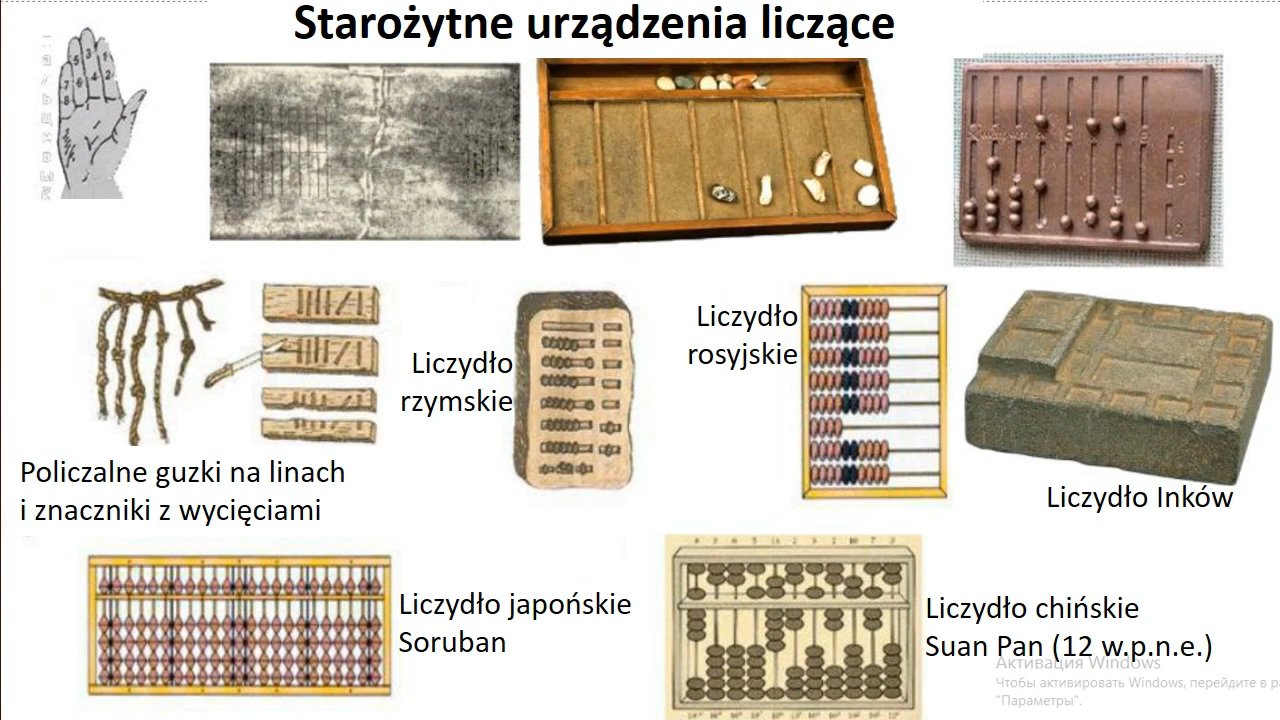 Starożytne urządzenia liczące
Liczydło
rzymskie
Liczydło
rosyjskie
Policzalne guzki na linach
i znaczniki z wycięciami
Liczydło Inków
Liczydło japońskie
Soruban
Liczydło chińskie
Suan Pan (12 w.p.n.e.)
Активация Windows
Чтобы активировать Windows, перейдите в
"Параметры".